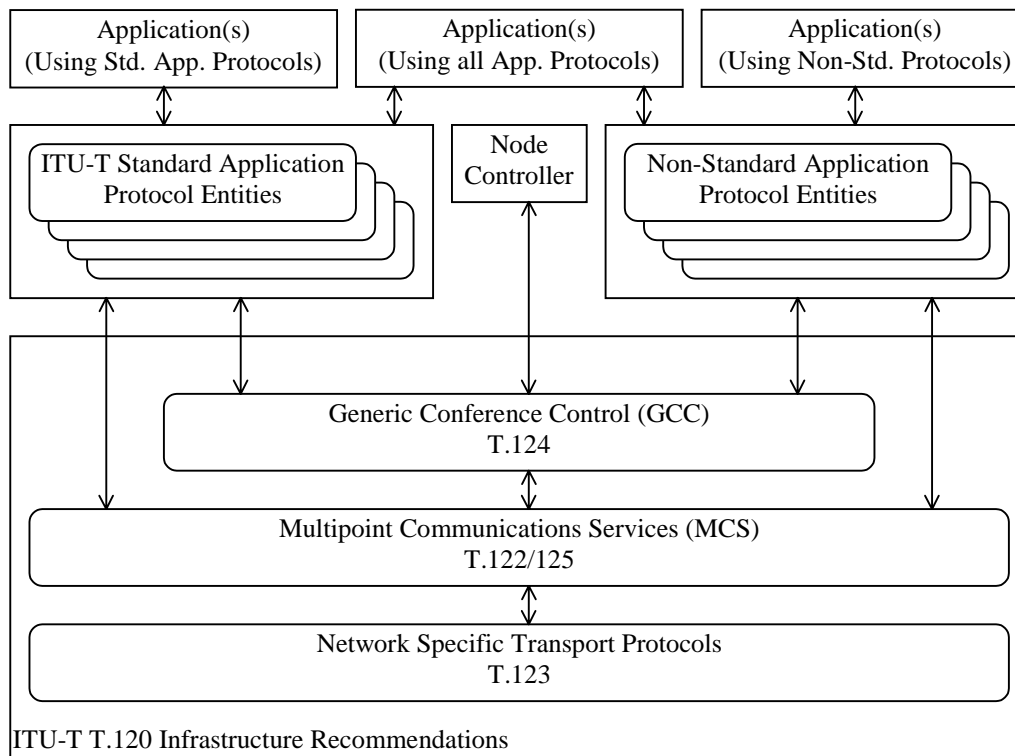 Application(s)
(Using Std. App. Protocols)
Application(s)
(Using all App. Protocols)
Application(s)
(Using Non-Std. Protocols)
ITU-T Standard Application
Protocol Entities
Node
Controller
Non-Standard Application
Protocol Entities
Generic Conference Control (GCC)
T.124
Multipoint Communications Services (MCS)
T.122/125
Network Specific Transport Protocols
T.123
ITU-T T.120 Infrastructure Recommendations